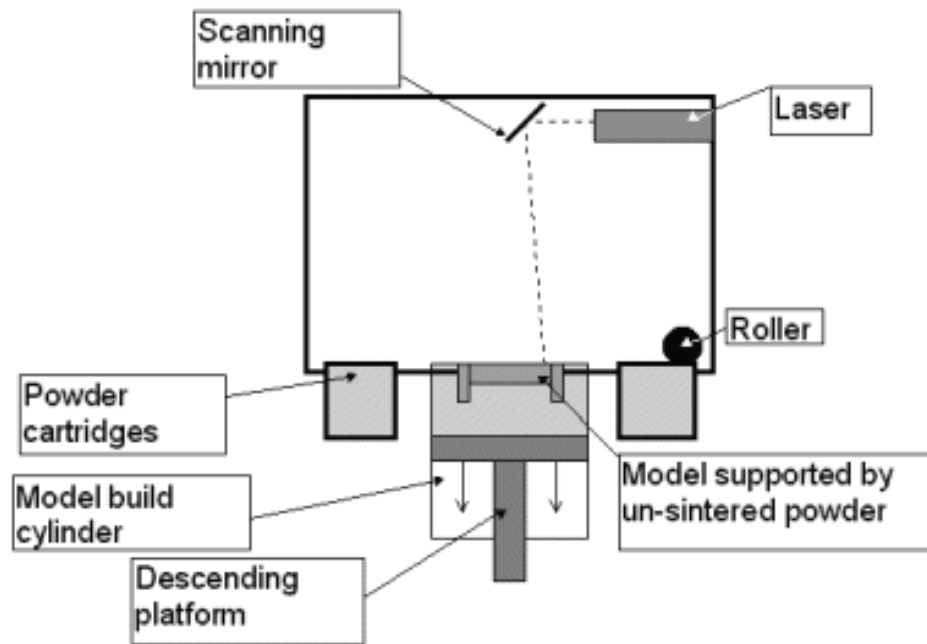 Scanning
mirror
Laser
Roller
Powder
cartridges
Model build
cylinder
Model supported by
un-sintered powder
Descending
platform